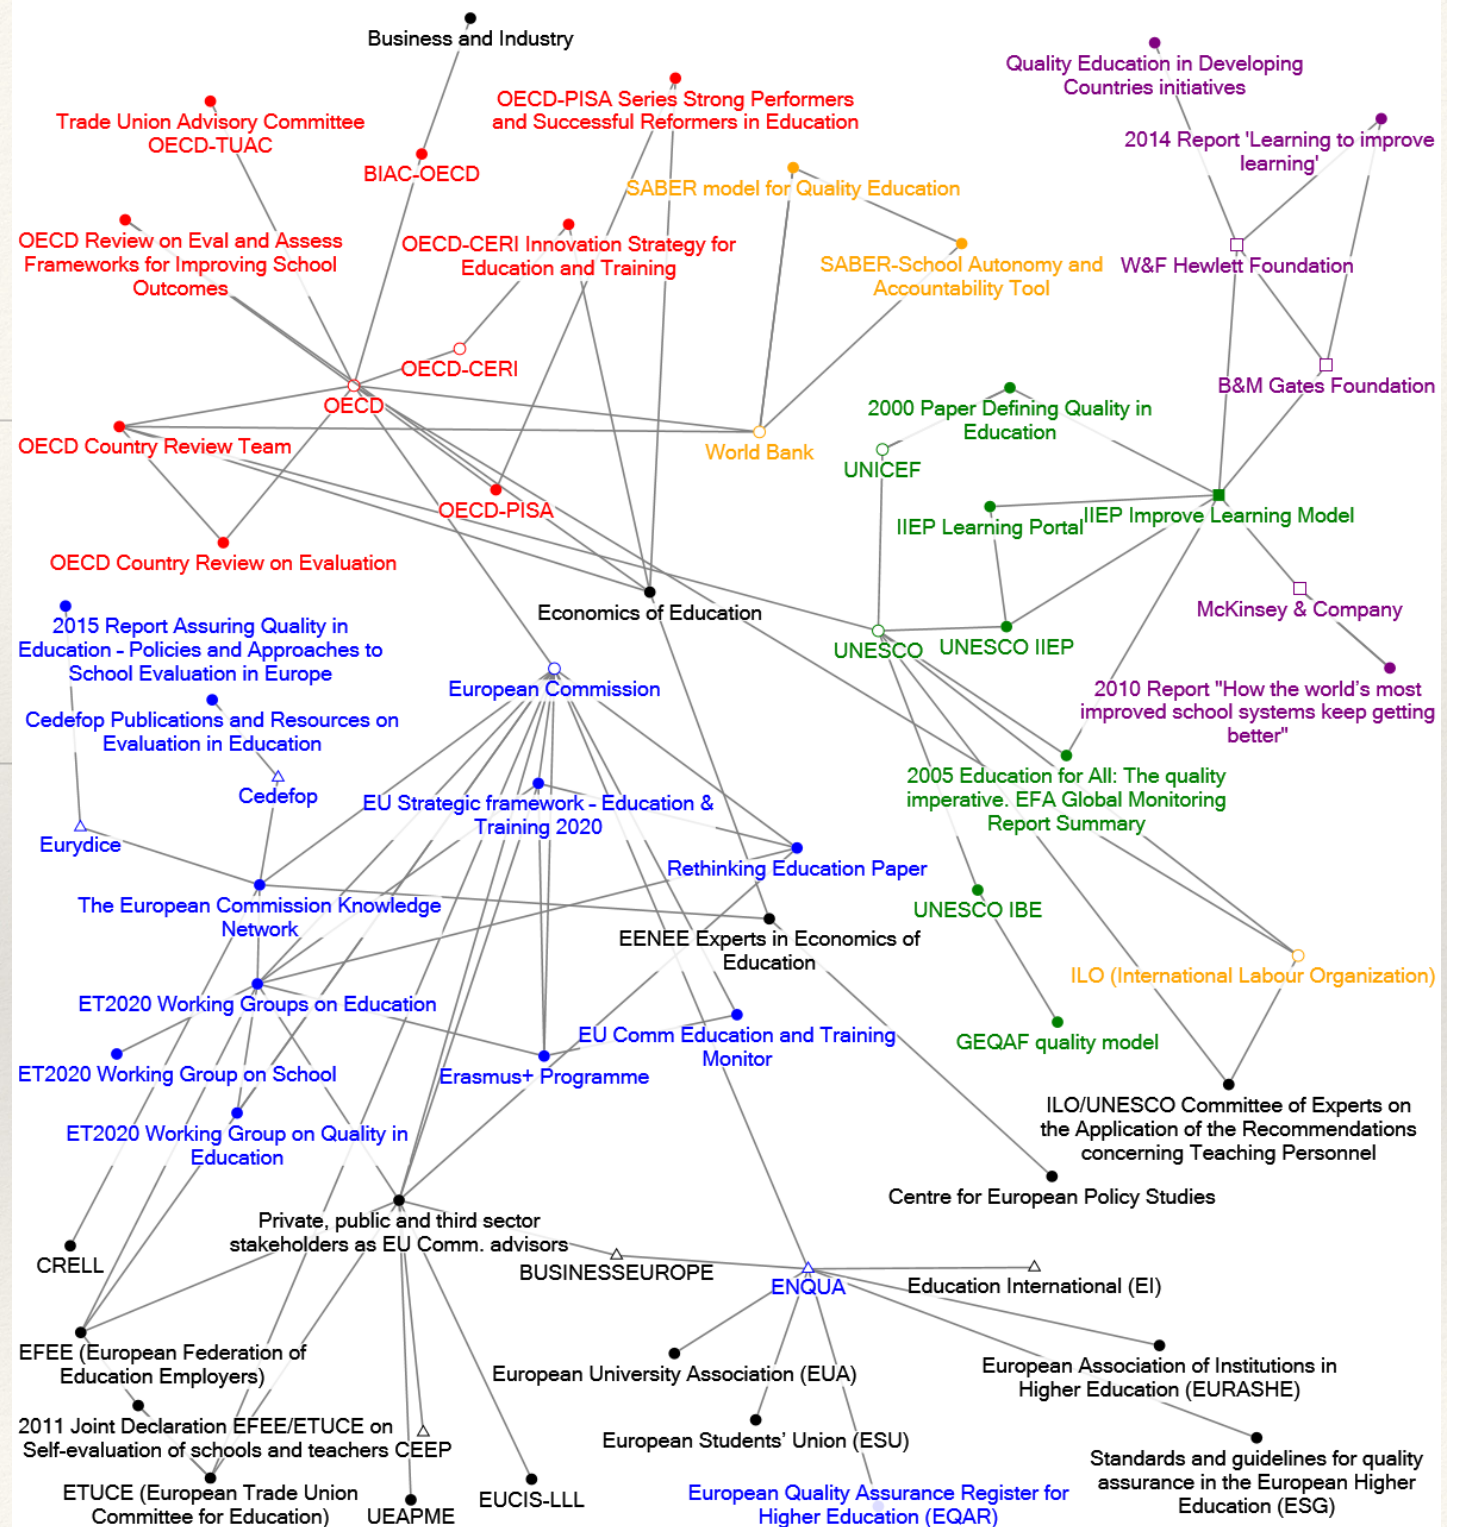 Business and Industry
Quality Education in Developing
Countries initiatives
OECD-PISA Series Strong Performers
and Successful Reformers in Education
Trade Union Advisory Committee
OECD-TUAC
2014 Report 'Learning to improve
learning'
BIAC-OECD
SABER model for Quality Education
OECD Review on Eval and Assess
Frameworks for Improving School
Outcomes
OECD-CERI Innovation Strategy for
Education and Training
SABER-School Autonomy and
Accountability Tool
W&F Hewlett Foundation
OECD-CERI
B&M Gates Foundation
OECD
2000 Paper Defining Quality in
Education
OECD Country Review Team
World Bank
UNICEF
OECD-PISA
IIEP Learning Portal
IIEP Improve Learning Model
OECD Country Review on Evaluation
Economics of Education
McKinsey & Company
2015 Report Assuring Quality in
Education - Policies and Approaches to
School Evaluation in Europe
UNESCO
UNESCO IIEP
European Commission
2010 Report "How the world's most
improved school systems keep getting
better"
Cedefop Publications and Resources on
Evaluation in Education
Cedefop
EU Strategic framework - Education &
Training 2020
2005 Education for All: The quality
imperative. EFA Global Monitoring
Report Summary
Eurydice
Rethinking Education Paper
The European Commission Knowledge
Network
UNESCO IBE
EENEE Experts in Economics of
Education
ILO (International Labour Organization)
ET2020 Working Groups on Education
EU Comm Education and Training
Monitor
GEQAF quality model
ET2020 Working Group on School
Erasmus+ Programme
ILO/UNESCO Committee of Experts on
the Application of the Recommendations
concerning Teaching Personnel
ET2020 Working Group on Quality in
Education
Centre for European Policy Studies
Private, public and third sector
stakeholders as EU Comm. advisors
CRELL
BUSINESSEUROPE
ENQUA
Education International (EI)
EFEE (European Federation of
Education Employers)
European University Association (EUA)
European Association of Institutions in
Higher Education (EURASHE)
2011 Joint Declaration EFEE/ETUCE on
Self-evaluation of schools and teachers
CEEP
European Students' Union (ESU)
Standards and guidelines for quality
assurance in the European Higher
Education (ESG)
ETUCE (European Trade Union
Committee for Education)
UEAPME
EUCIS-LLL
European Quality Assurance Register for
Higher Education (EQAR)